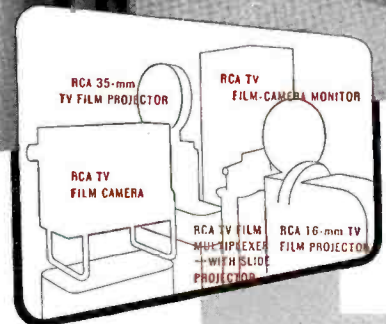 RCA 35-mm
TV FILM PROJECTOR
RCA TV
FILM-CAMERA MONITOR
RCA TV
FILM CAMERA
RCA TV FILM
MULTIPLEXER
—WITH SLIDE
PROJECTOR
RCA 16-mm TV
FILM PROJECTOR